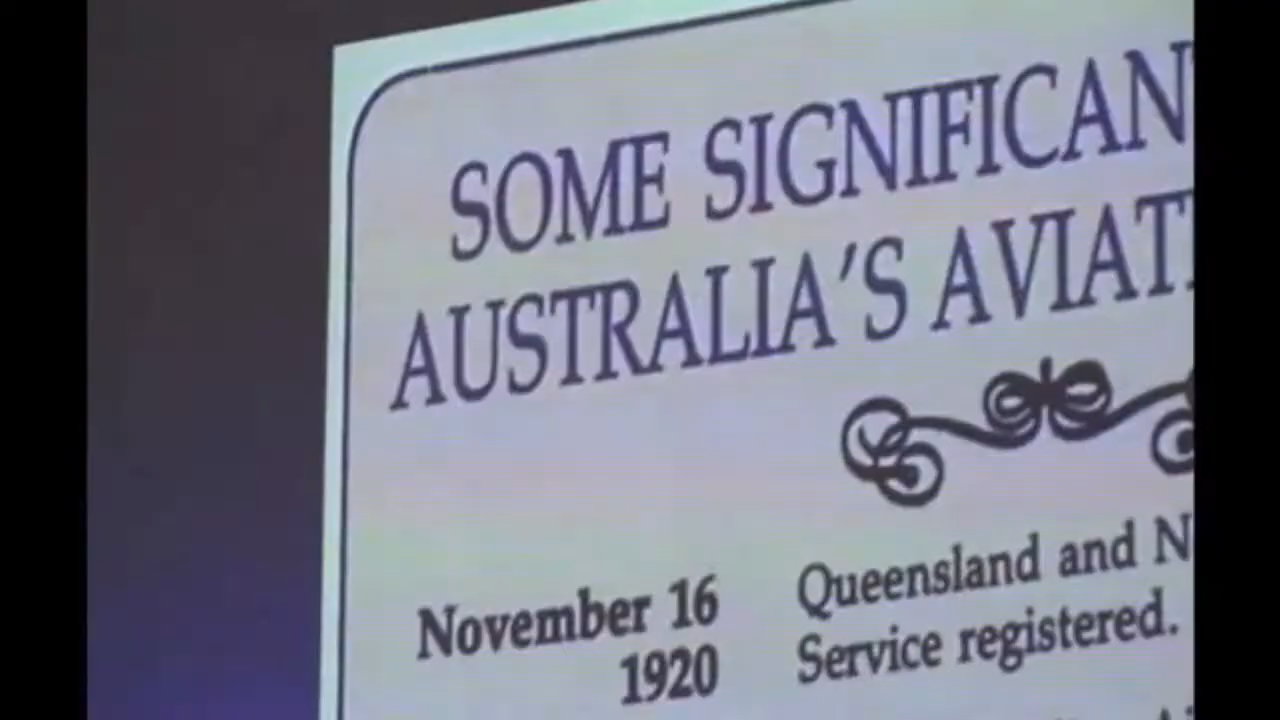 SOME SIGNIFICAN
AUSTRALIA'S AVIAT
November 16
1920
Queensland and N
Service registered.